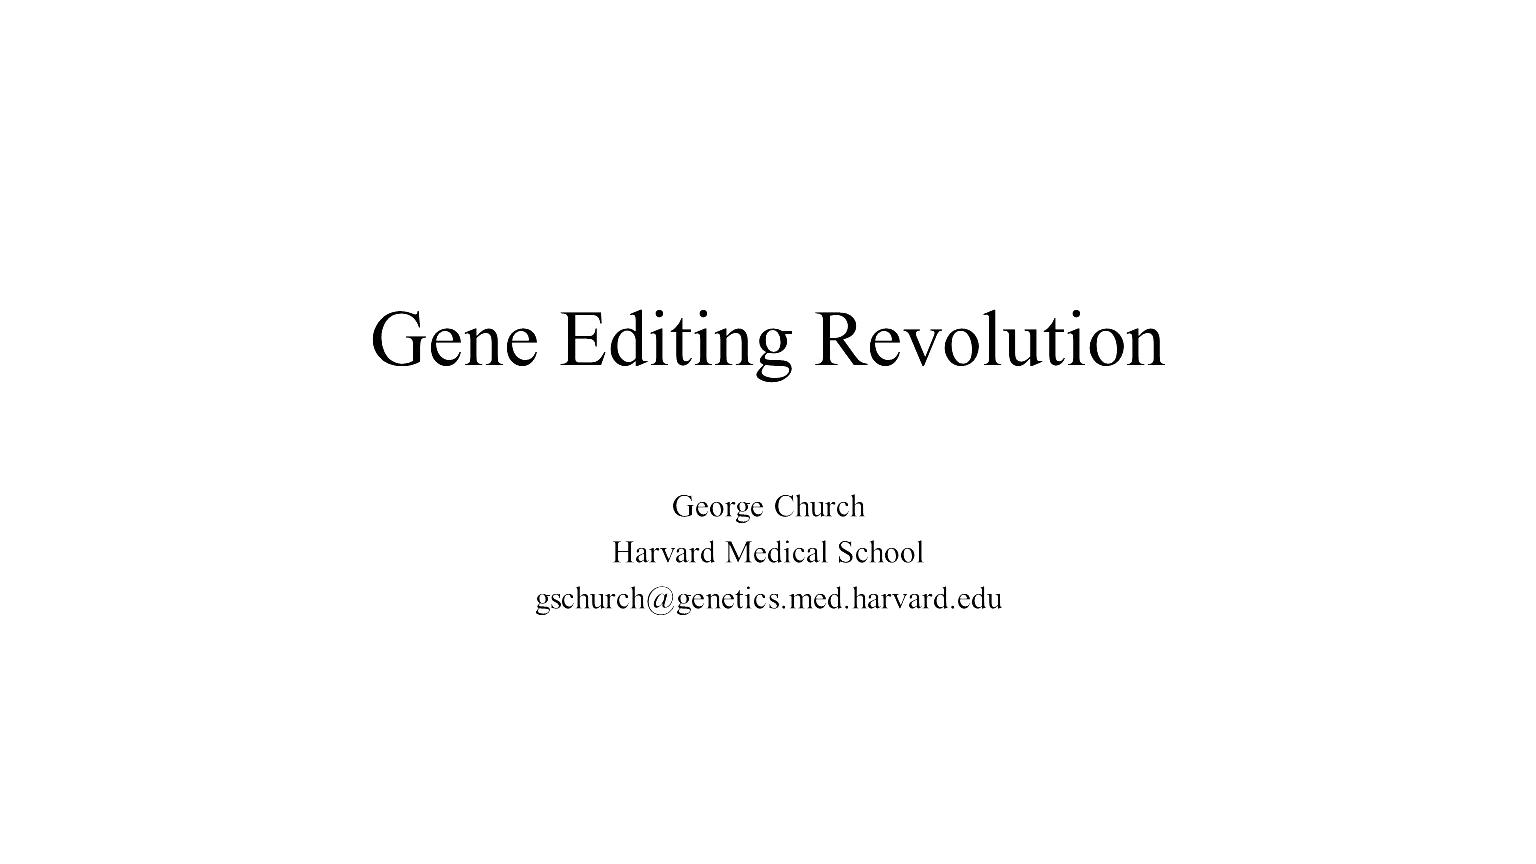 Gene Editing Revolution
George Church
Harvard Medical School
gschurch@genetics.med.harvard.edu